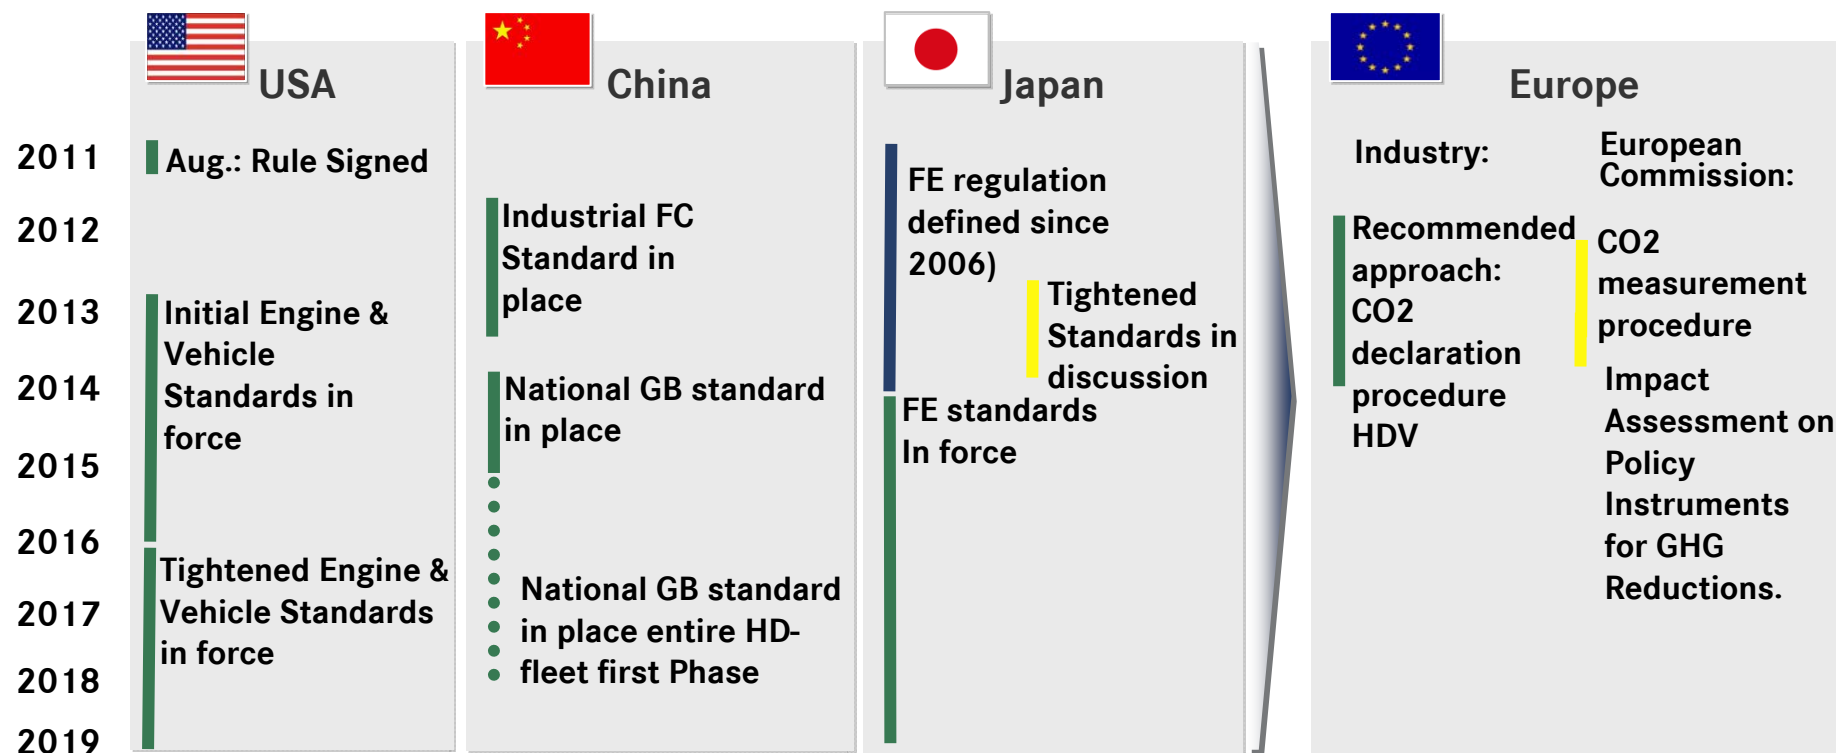 USA
China
Japan
Europe
2011
2012
2013
2014
2015
2016
2017
2018
2019
Aug.: Rule Signed
Initial Engine &
Vehicle
Standards in
force
Tightened Engine &
Vehicle Standards
in force
Industrial FC
Standard in
place
National GB standard
in place
National GB standard
in place entire HD-
fleet first Phase
FE regulation
defined since
2006)
Tightened
Standards in
discussion
FE standards
In force
Industry:
Recommended
approach:
CO2
declaration
procedure
HDV
European
Commission:
CO2
measurement
procedure
Impact
Assessment on
Policy
Instruments
for GHG
Reductions.